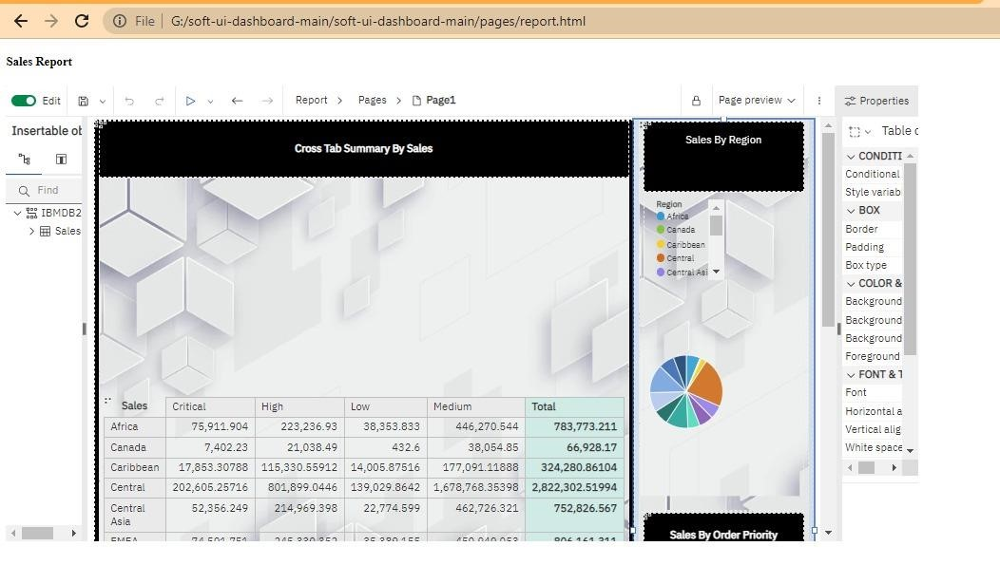 File | G:/soft-ui-dashboard-main/soft-ui-dashboard-main/pages/report.html
Sales Report
Edit
Report > Pages > Page1
Page preview
Properties
Insertable ob
Find
IBMDB2
Sales
Cross Tab Summary By Sales
Sales Critical High Low Medium Total
Africa 75,911.904 223,236.93 38,353.833 446,270.544 783,773.211
Canada 7,402.23 21,038.49 432.6 38,054.85 66,928.17
Caribbean 17,853.30788 115,330.55912 14,005.87516 177,091.11888 324,280.86104
Central 202,605.25716 801,899.0446 139,029.8642 1,678,768.35398 2,822,302.51994
Central Asia 52,356.249 214,969.398 22,774.599 462,726.321 752,826.567
Sales By Region
Region
Africa
Canada
Caribbean
Central
Central Asi
Sales By Order Priority
Table c
CONDITI
Conditional
Style variab
BOX
Border
Padding
Box type
COLOR &
Background
Background
Background
Foreground
FONT & T
Font
Horizontal a
Vertical alig
White space